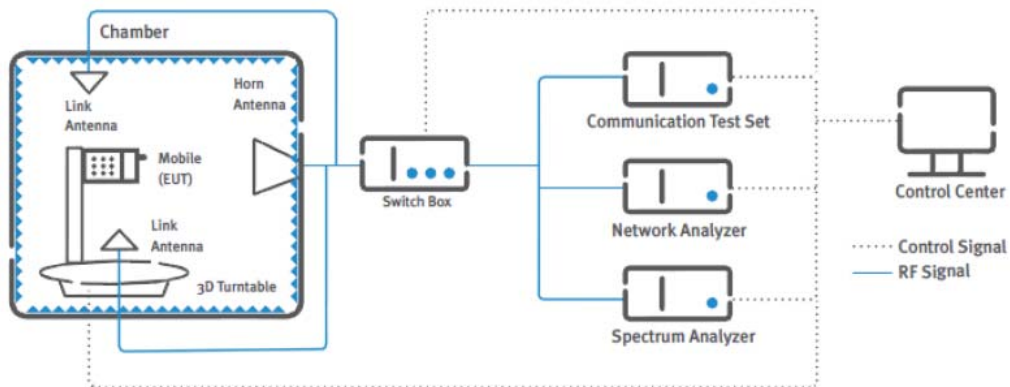 Chamber
Link
Antenna
Horn
Antenna
Mobile
(EUT)
Link
Antenna
3D Turntable
Switch Box
Communication Test Set
Network Analyzer
Spectrum Analyzer
Control Center
Control Signal
RF Signal